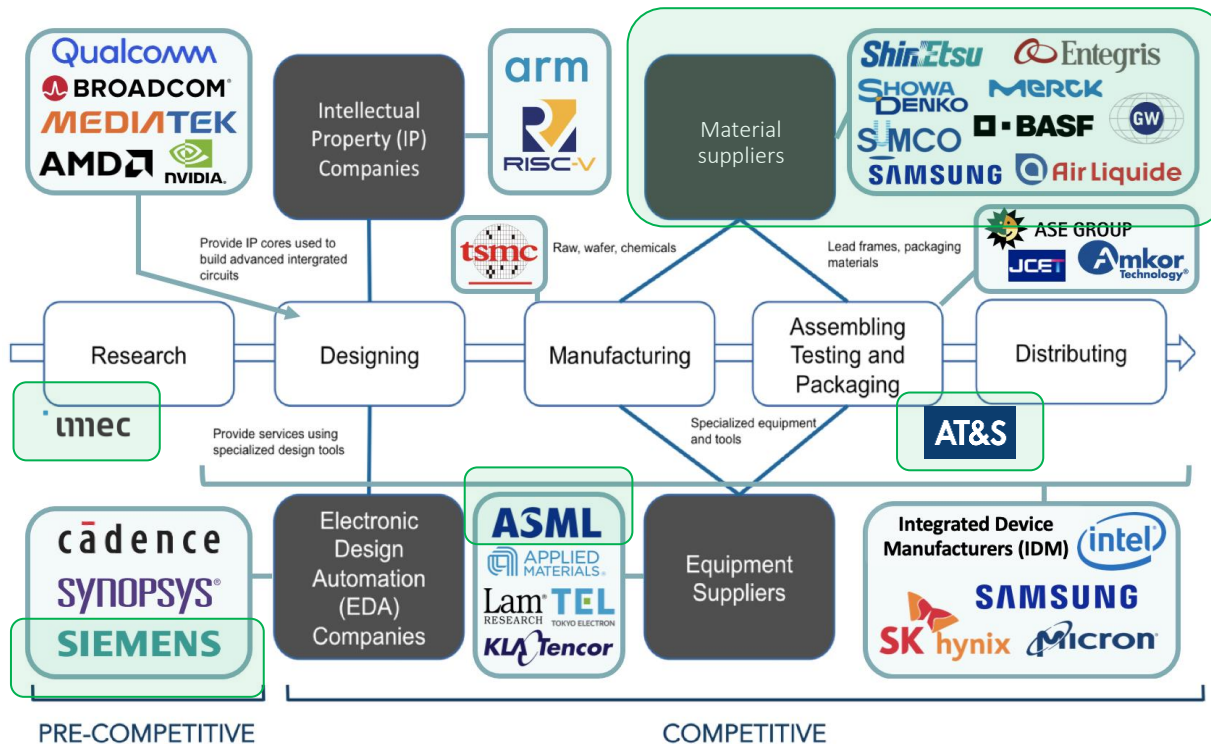 Qualcomm
BROADCOM®
MEDIATEK
AMD
nVIDIA.
Intellectual
Property (IP)
Companies
arm
RISC-V
Material
suppliers
ShinEtsu
Entegris
SHOWA
DENKO
MERCK
SUMCO
BASF
GW
SAMSUNG
Air Liquide
Provide IP cores used to
build advanced intergrated
circuits
tsmc
Raw, wafer, chemicals
Lead frames, packaging
materials
ASE GROUP
JCET
Amkor
Technology®
Research
Designing
Manufacturing
Assembling
Testing and
Packaging
Distributing
imec
Provide services using
specialized design tools
Specialized equipment
and tools
AT&S
cādence
SYNOPSYS®
SIEMENS
Electronic
Design
Automation
(EDA)
Companies
ASML
APPLIED
MATERIALS®
Lam®
RESEARCH
TEL
TOKYO ELECTRON
KLA Tencor
Equipment
Suppliers
Integrated Device
Manufacturers (IDM)
intel®
SAMSUNG
SK hynix
Micron®
PRE-COMPETITIVE
COMPETITIVE